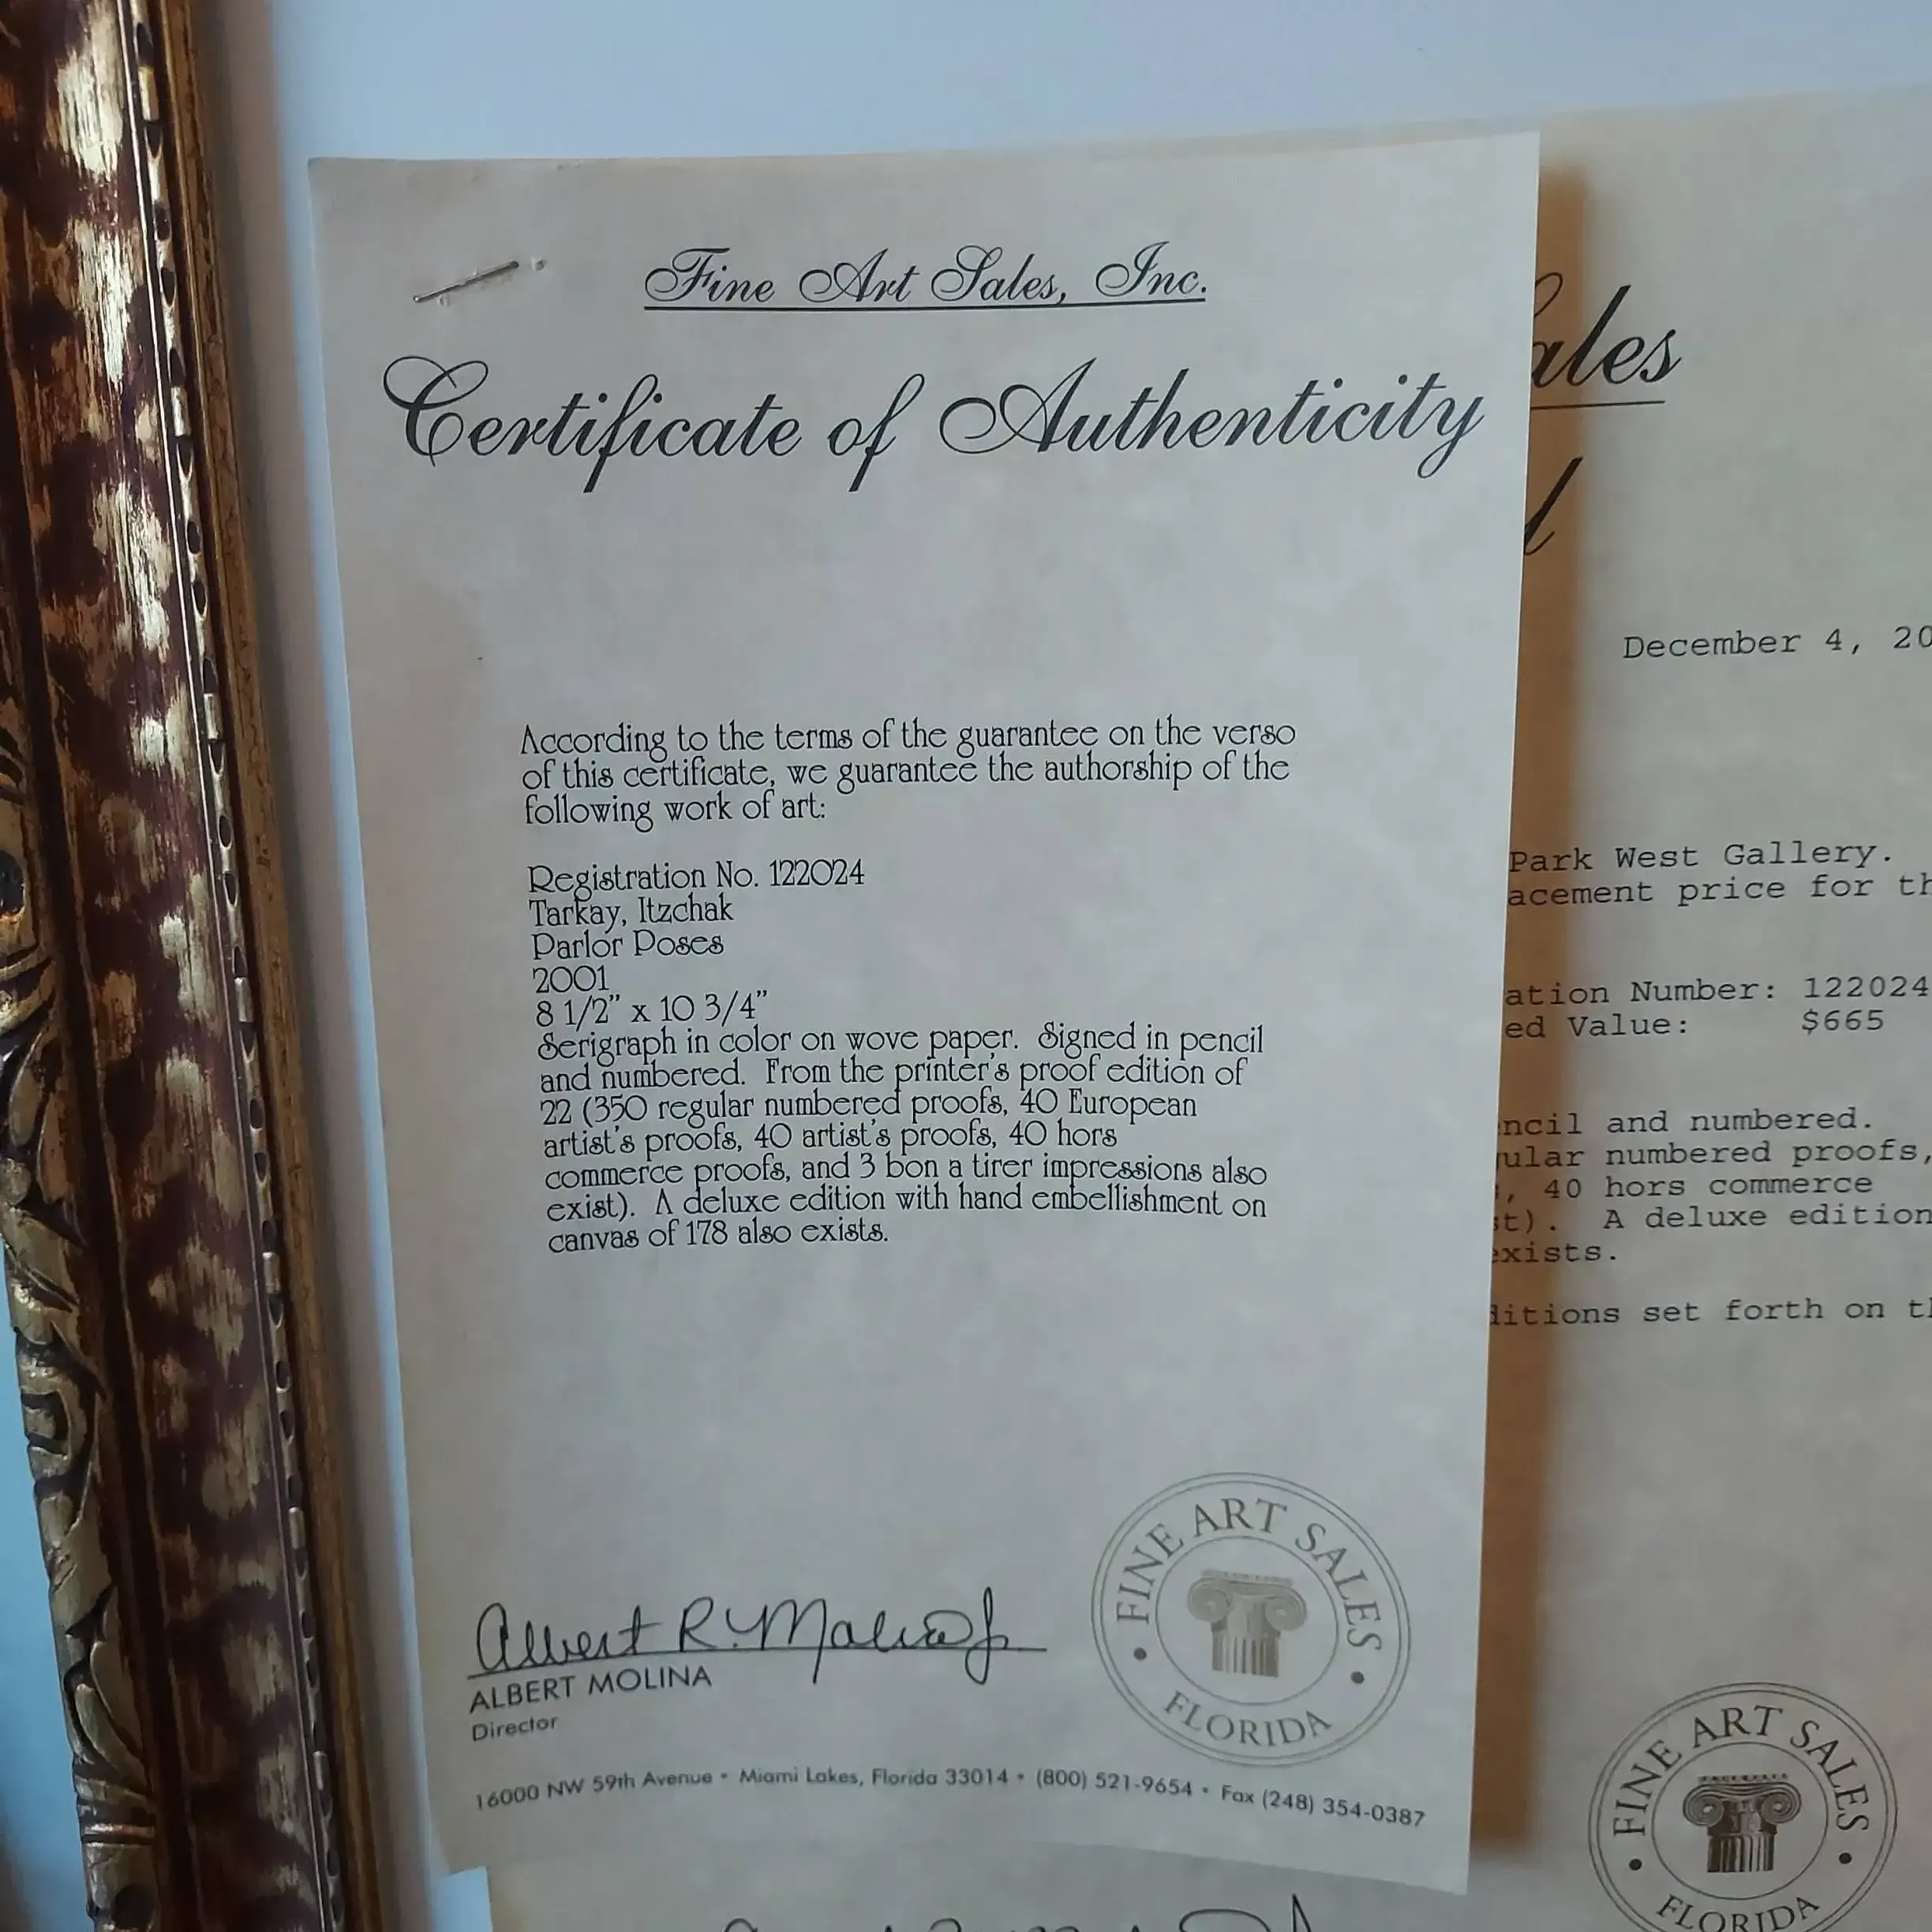 Fine Art Sales, Inc.
Certificate of Authenticity
According to the terms of the guarantee on the verso
of this certificate, we guarantee the authorship of the
following work of art:
Registration No. 122024
Tarkay, Itzchak
Parlor Poses
2001
8 1/2" x 10 3/4"
Serigraph in color on wove paper. Signed in pencil
and numbered. From the printer's proof edition of
22 (350 regular numbered proofs, 40 European
artist's proofs, 40 artist's proofs, 40 hors
commerce proofs, and 3 bon a tirer impressions also
exist). A deluxe edition with hand embellishment on
canvas of 178 also exists.
Albert R. Molina Jr
ALBERT MOLINA
Director
FINE ART SALES
• FLORIDA •
16000 NW 59th Avenue • Miami Lakes, Florida 33014 • (800) 521-9654 • Fax (248) 354-0387
ales
l
December 4, 20
Park West Gallery.
acement price for th
ation Number: 122024
ed Value: $665
ncil and numbered.
ular numbered proofs,
, 40 hors commerce
st). A deluxe edition
exists.
ditions set forth on th
FINE ART SALES
• FLORIDA •